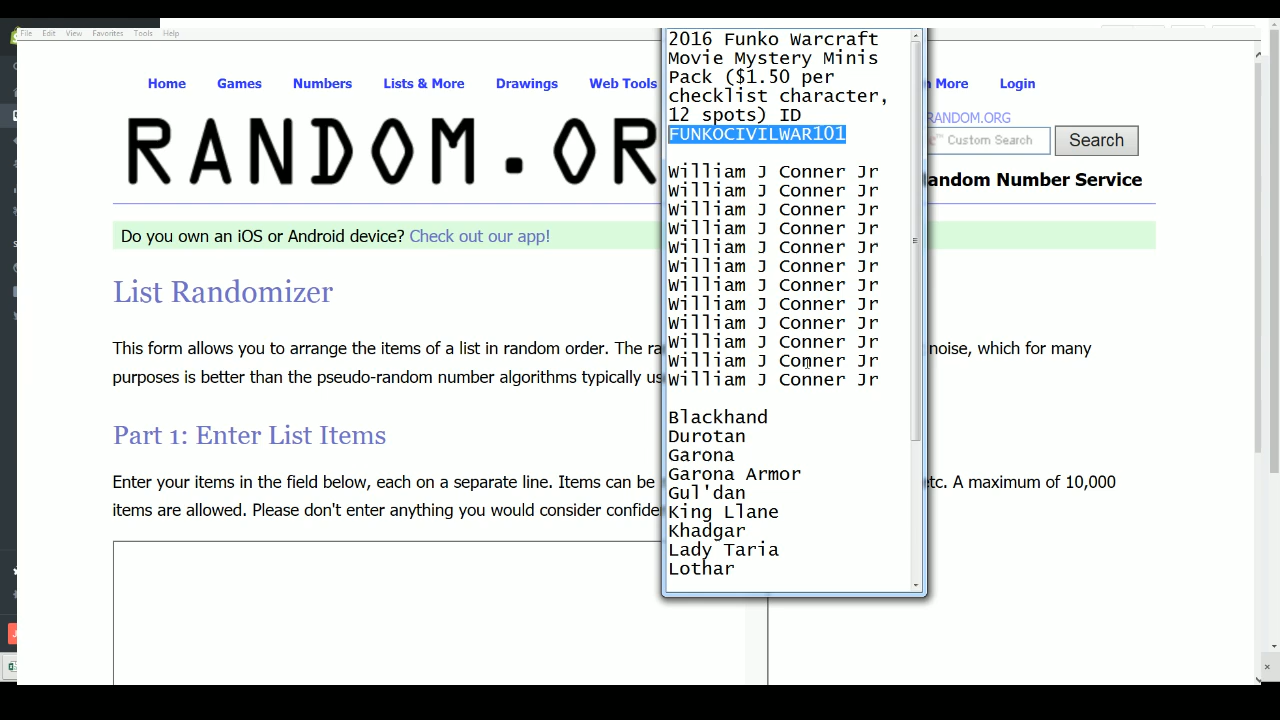 File Edit View Favorites Tools Help
Home Games Numbers Lists & More Drawings Web Tools
More Login
RANDOM.OR
RANDOM.ORG
Custom Search Search
andom Number Service
Do you own an iOS or Android device? Check out our app!
List Randomizer
This form allows you to arrange the items of a list in random order. The ra
noise, which for many
purposes is better than the pseudo-random number algorithms typically us
Part 1: Enter List Items
Enter your items in the field below, each on a separate line. Items can be
etc. A maximum of 10,000
items are allowed. Please don't enter anything you would consider confide
2016 Funko Warcraft
Movie Mystery Minis
Pack ($1.50 per
checklist character,
12 spots) ID
FUNKOCIVILWAR101
William J Conner Jr
William J Conner Jr
William J Conner Jr
William J Conner Jr
William J Conner Jr
William J Conner Jr
William J Conner Jr
William J Conner Jr
William J Conner Jr
William J Conner Jr
William J Conner Jr
William J Conner Jr
Blackhand
Durotan
Garona
Garona Armor
Gul'dan
King Llane
Khadgar
Lady Taria
Lothar